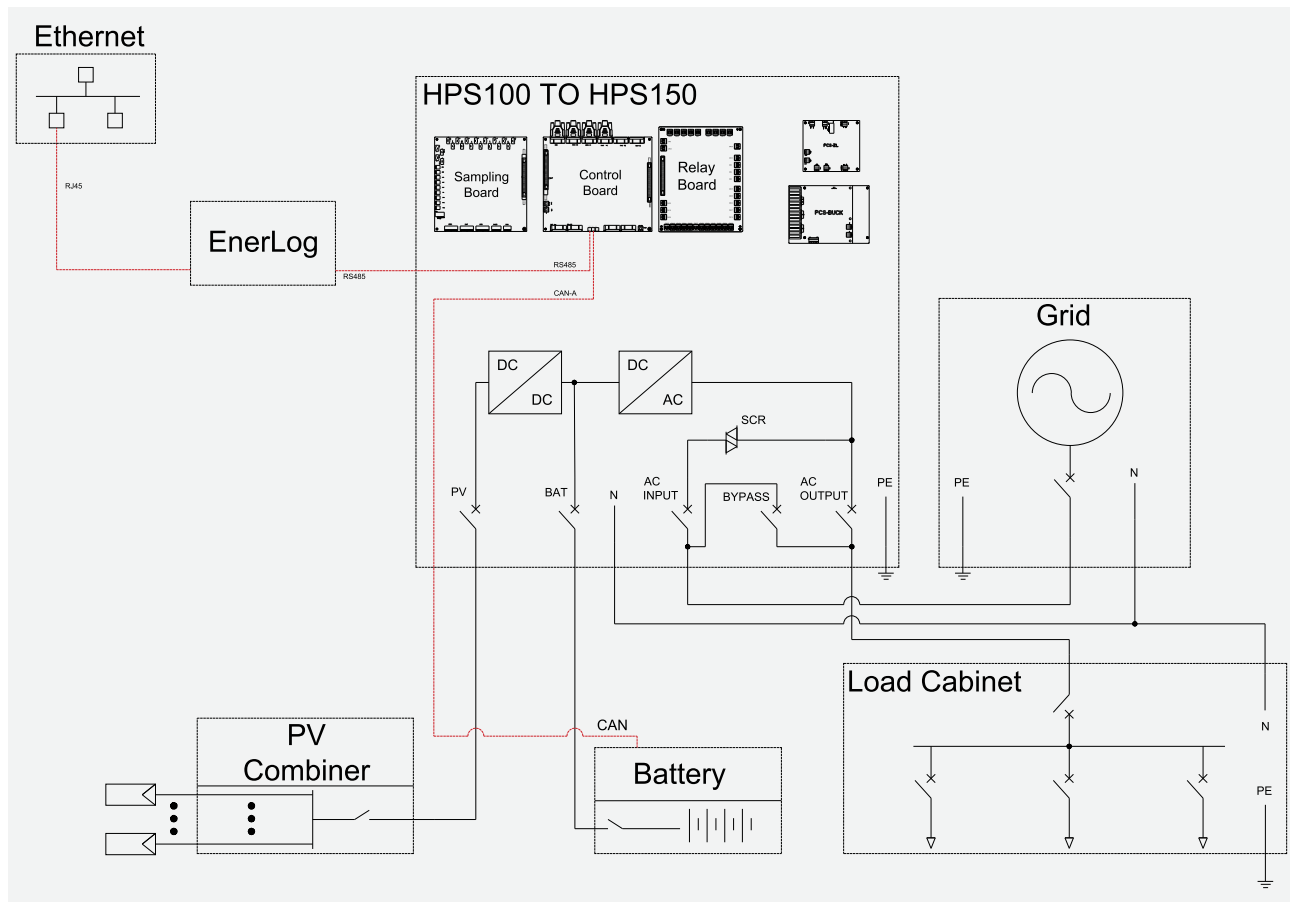 Ethernet
RJ45
EnerLog
RS485
HPS100 TO HPS150
Sampling
Board
Control
Board
Relay
Board
PCS-BUCK
RS485
CAN-A
DC
DC
DC
AC
SCR
PV
BAT
N
AC
INPUT
BYPASS
AC
OUTPUT
PE
Grid
PE
N
Load Cabinet
N
PE
PV
Combiner
CAN
Battery